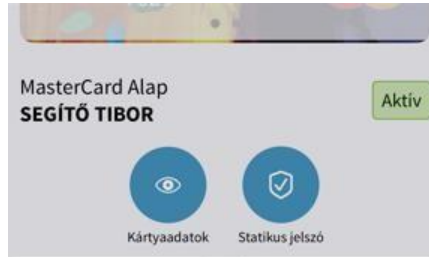 MasterCard Alap
SEGÍTŐ TIBOR
Aktív
Kártyaadatok
Statikus jelszó